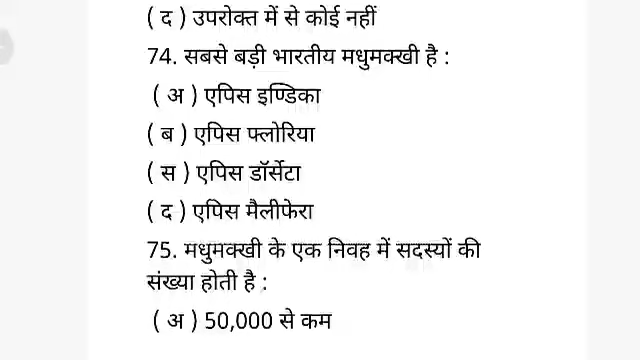 ( द ) उपरोक्त में से कोई नहीं
74. सबसे बड़ी भारतीय मधुमक्खी है :
( अ ) एपिस इण्डिका
( ब ) एपिस फ्लोरिया
( स ) एपिस डॉर्सेटा
( द ) एपिस मैलीफेरा
75. मधुमक्खी के एक निवह में सदस्यों की
संख्या होती है :
( अ ) 50,000 से कम